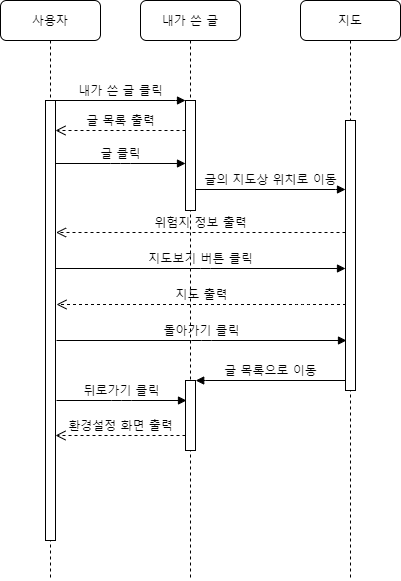 사용자
내가 쓴 글
지도
내가 쓴 글 클릭
글 목록 출력
글 클릭
글의 지도상 위치로 이동
위험지 정보 출력
지도보기 버튼 클릭
지도 출력
돌아가기 클릭
글 목록으로 이동
뒤로가기 클릭
환경설정 화면 출력